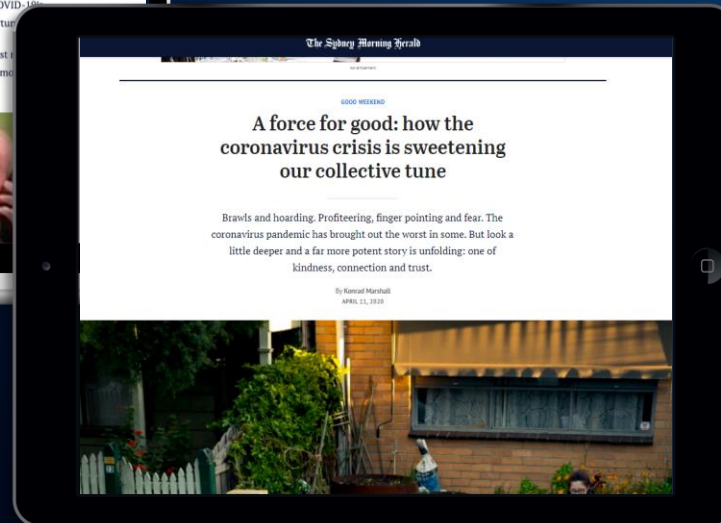 OVID-19's
The Sydney Morning Herald
ADVERTISEMENT
GOOD WEEKEND
A force for good: how the
coronavirus crisis is sweetening
our collective tune
Brawls and hoarding. Profiteering, finger pointing and fear. The
coronavirus pandemic has brought out the worst in some. But look a
little deeper and a far more potent story is unfolding: one of
kindness, connection and trust.
By Konrad Marshall
APRIL 11, 2020